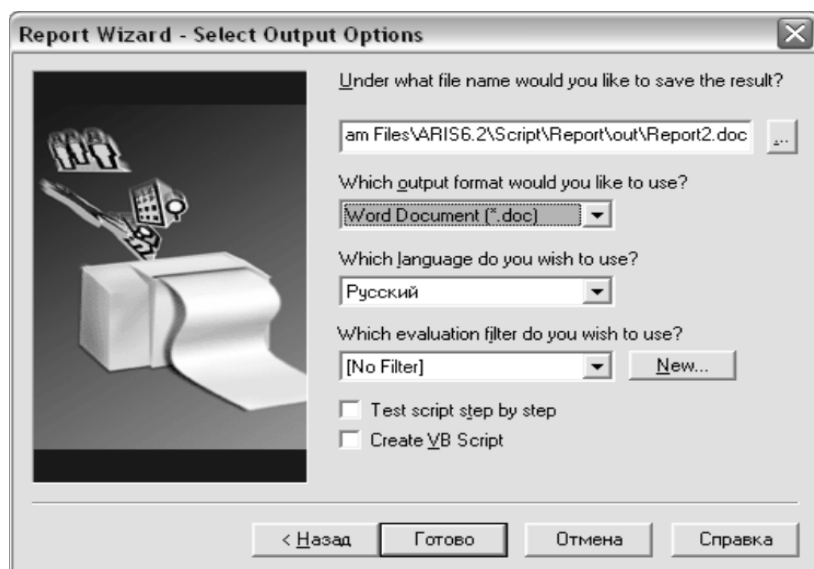 Report Wizard - Select Output Options
Under what file name would you like to save the result?
am Files\ARIS6.2\Script\Report\out\Report2.doc
...
Which output format would you like to use?
Word Document (*.doc)
Which language do you wish to use?
Русский
Which evaluation filter do you wish to use?
[No Filter]
New...
Test script step by step
Create VB Script
< Назад
Готово
Отмена
Справка